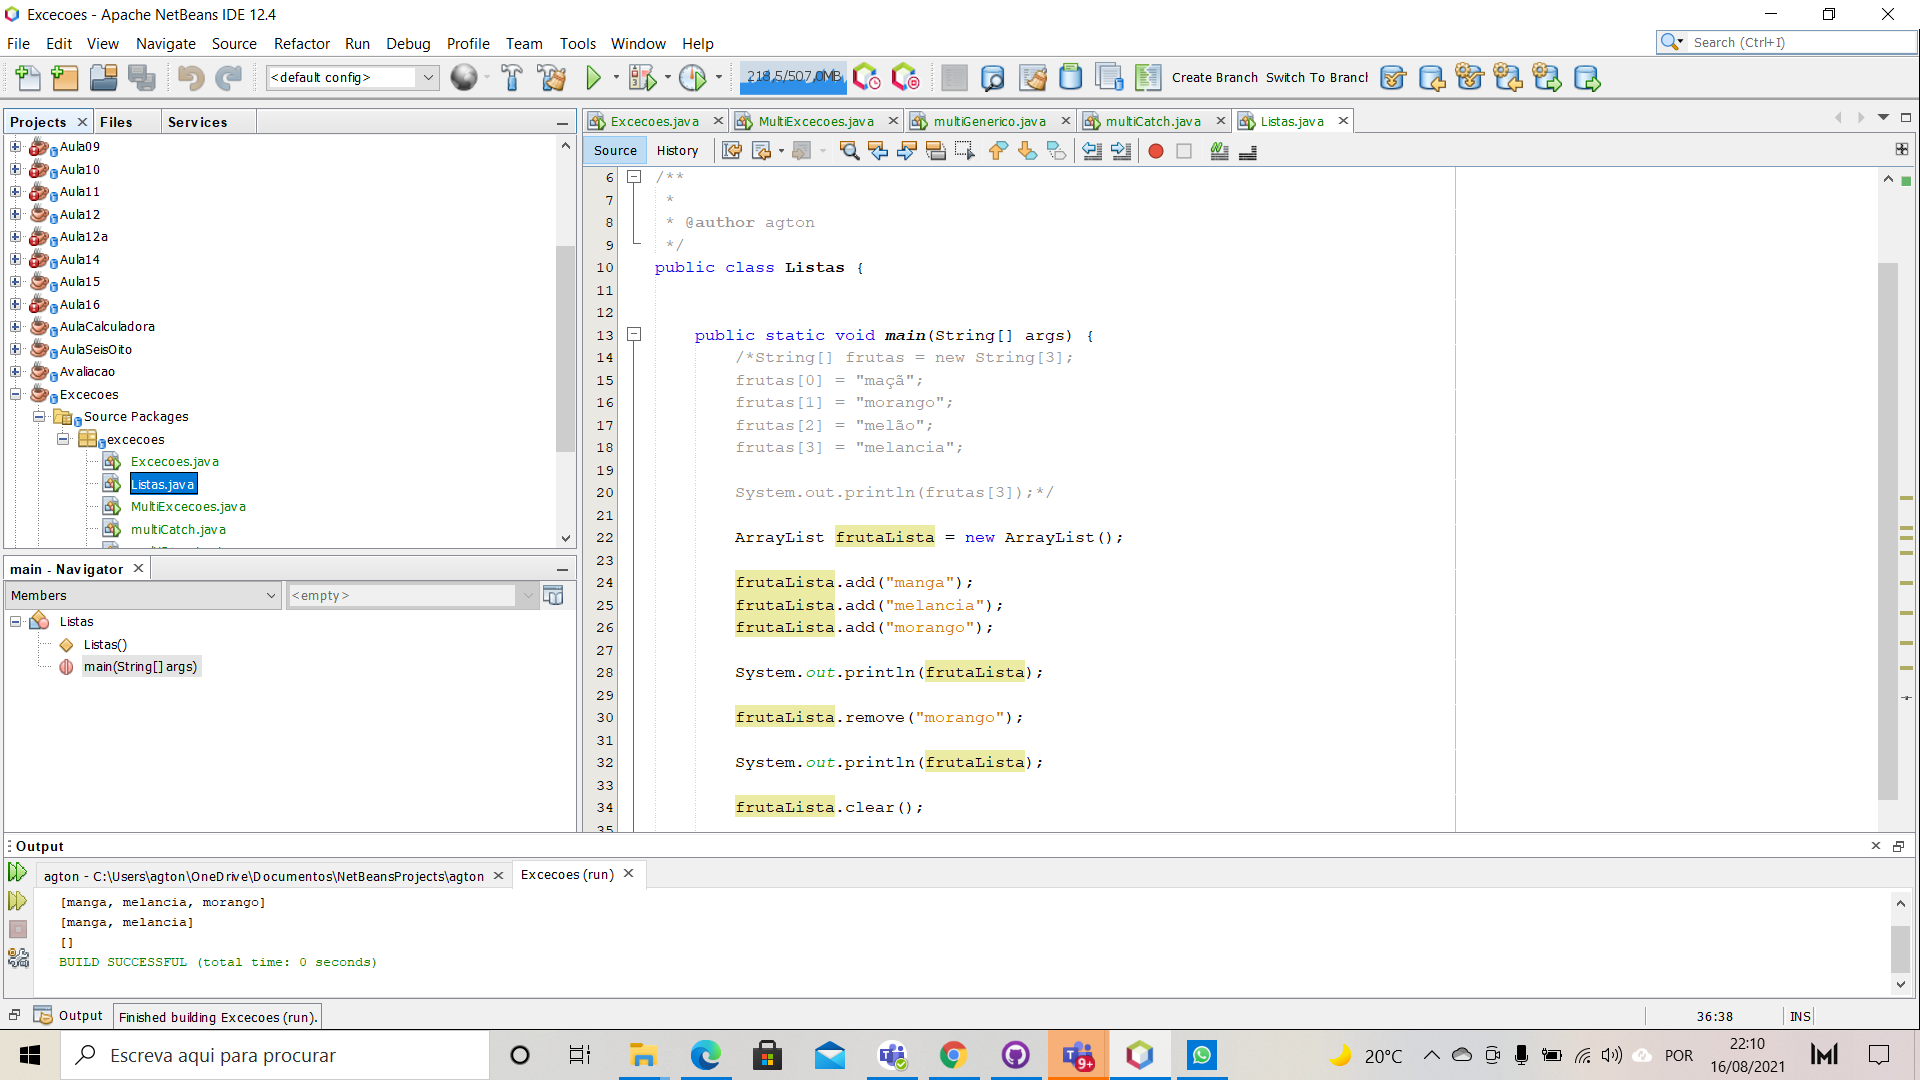 Excecoes - Apache NetBeans IDE 12.4
File Edit View Navigate Source Refactor Run Debug Profile Team Tools Window Help
Search (Ctrl+I)
<default config>
218,5/507,0MB
Create Branch Switch To Branch
Projects Files Services
Aula09
Aula10
Aula11
Aula12
Aula12a
Aula14
Aula15
Aula16
AulaCalculadora
AulaSeisOito
Avaliacao
Excecoes
Source Packages
excecoes
Excecoes.java
Listas.java
MultiExcecoes.java
multiCatch.java
main - Navigator
Members
<empty>
Listas
Listas()
main(String[] args)
Excecoes.java MultiExcecoes.java multiGenerico.java multiCatch.java Listas.java
Source History
6 /**
7 *
8 * @author agton
9 */
10 public class Listas {
11
12
13 public static void main(String[] args) {
14 /*String[] frutas = new String[3];
15 frutas[0] = "maçã";
16 frutas[1] = "morango";
17 frutas[2] = "melão";
18 frutas[3] = "melancia";
19
20 System.out.println(frutas[3]);*/
21
22 ArrayList frutaLista = new ArrayList();
23
24 frutaLista.add("manga");
25 frutaLista.add("melancia");
26 frutaLista.add("morango");
27
28 System.out.println(frutaLista);
29
30 frutaLista.remove("morango");
31
32 System.out.println(frutaLista);
33
34 frutaLista.clear();
35
Output
agton - C:\Users\agton\OneDrive\Documentos\NetBeansProjects\agton
Excecoes (run)
[manga, melancia, morango]
[manga, melancia]
[]
BUILD SUCCESSFUL (total time: 0 seconds)
Output
Finished building Excecoes (run).
36:38
INS
Escreva aqui para procurar
9+
20°C
POR
22:10
16/08/2021